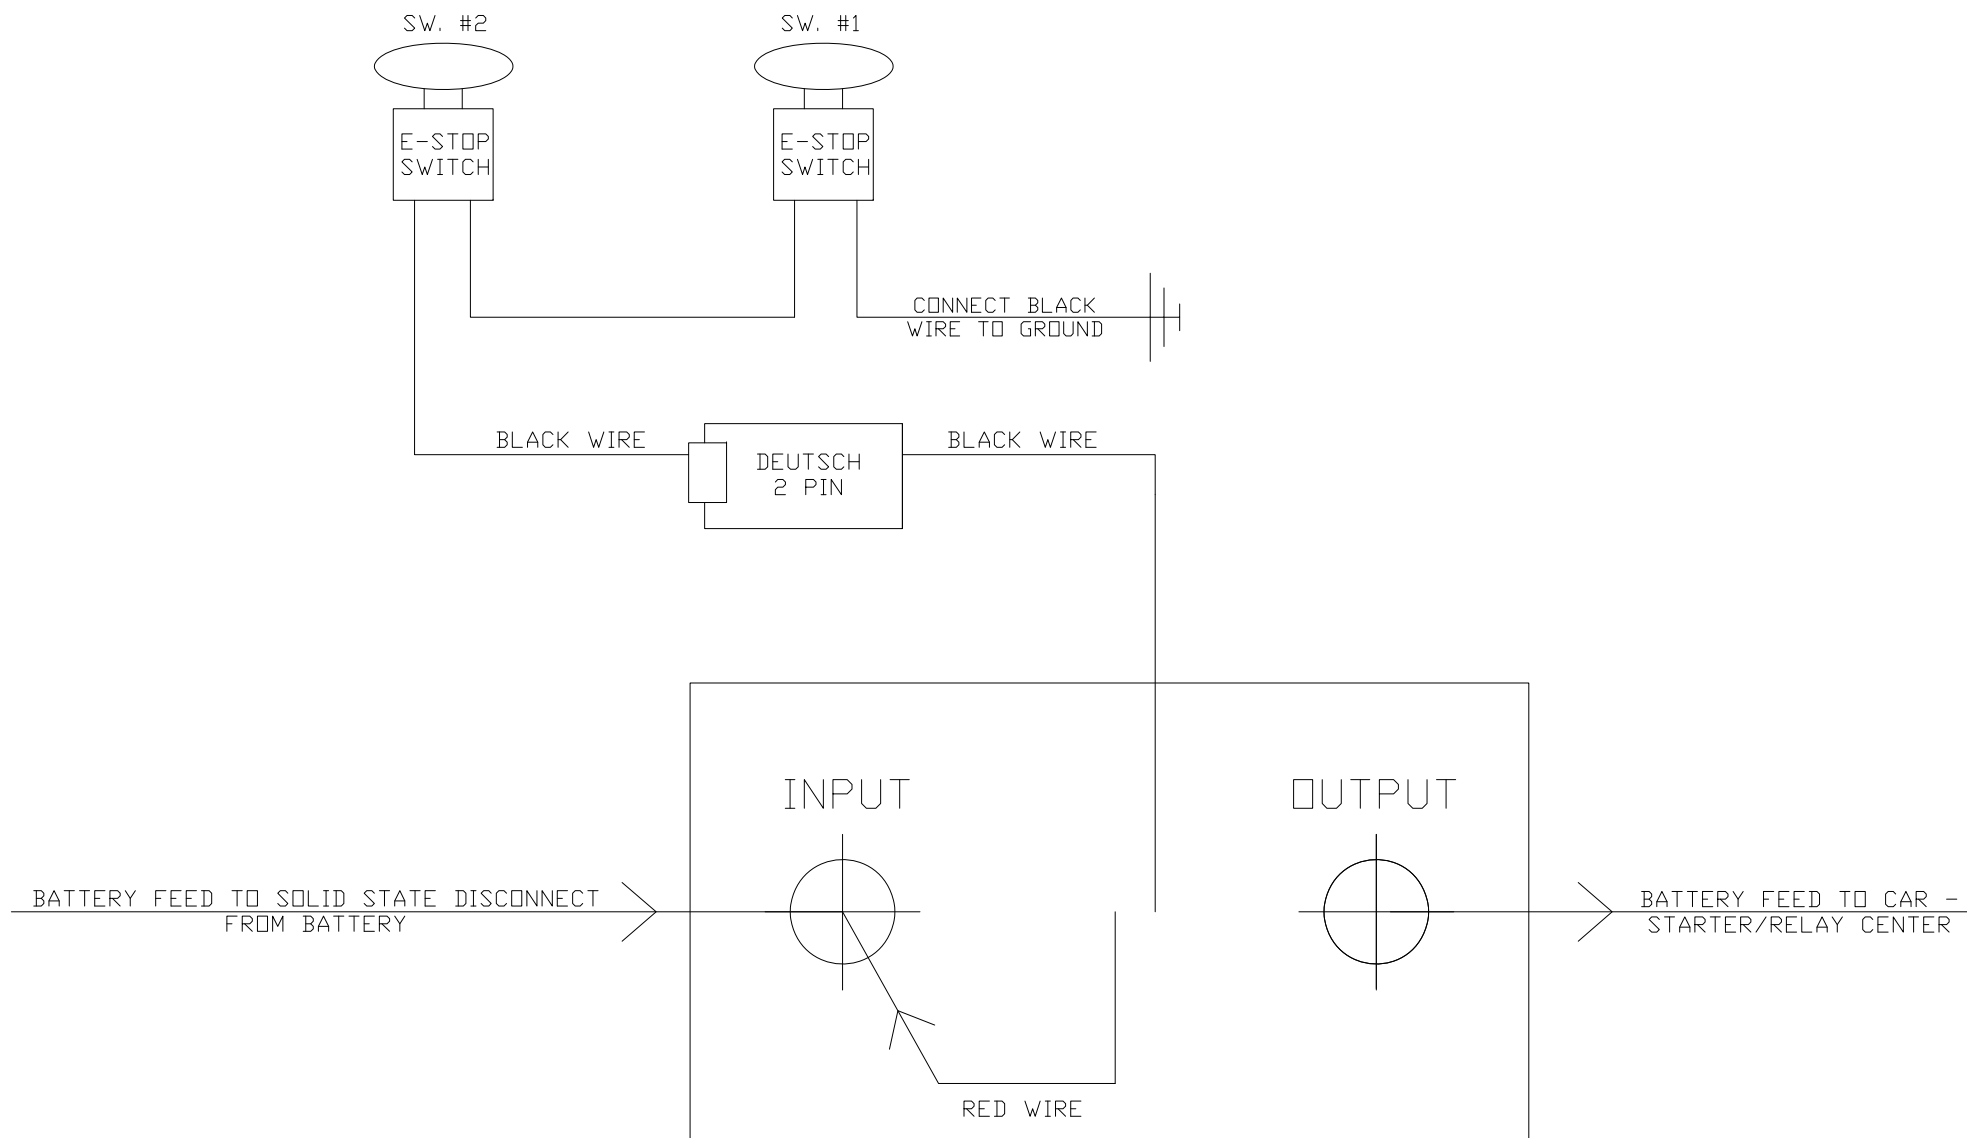 SW. #2
SW. #1
E-STOP
SWITCH
E-STOP
SWITCH
CONNECT BLACK
WIRE TO GROUND
BLACK WIRE
DEUTSCH
2 PIN
BLACK WIRE
INPUT
OUTPUT
BATTERY FEED TO SOLID STATE DISCONNECT
FROM BATTERY
BATTERY FEED TO CAR -
STARTER/RELAY CENTER
RED WIRE